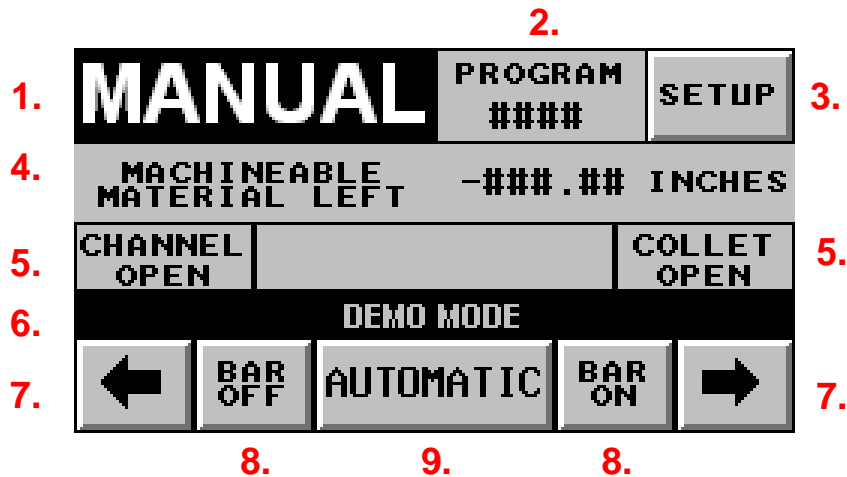 2.
1. MANUAL PROGRAM #### SETUP 3.
4. MACHINEABLE MATERIAL LEFT -###.## INCHES
5. CHANNEL OPEN COLLET OPEN 5.
6. DEMO MODE
7. BAR OFF AUTOMATIC BAR ON 7.
8. 9. 8.